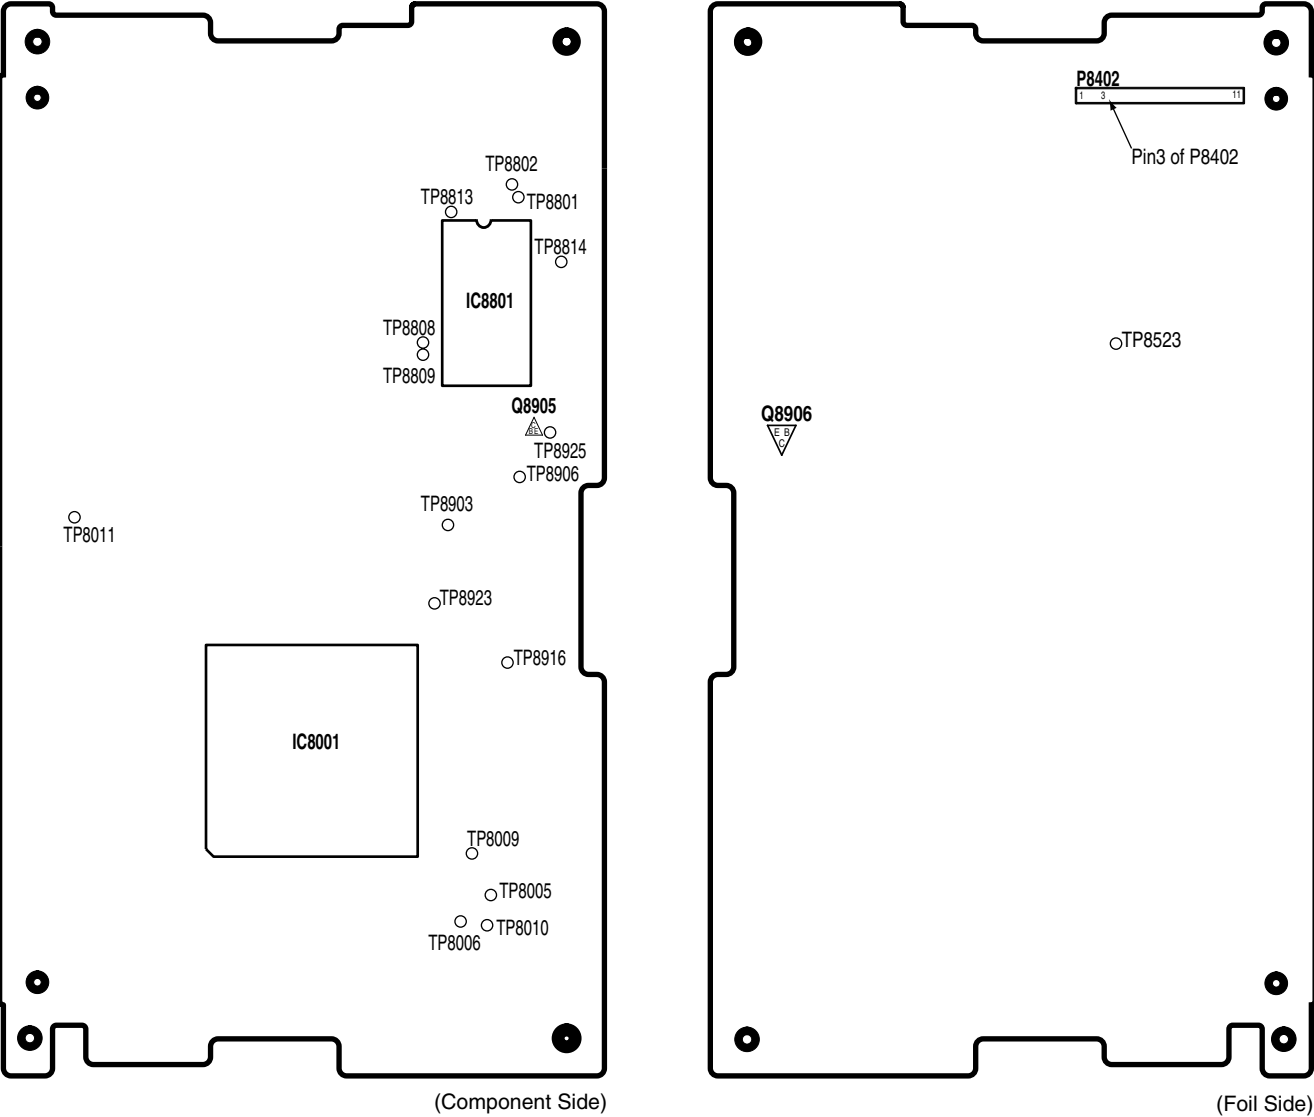 TP8802
TP8813
TP8801
TP8814
IC8801
TP8808
TP8809
Q8905
C
B E
TP8925
TP8906
TP8903
TP8011
TP8923
TP8916
IC8001
TP8009
TP8005
TP8010
TP8006
(Component Side)
P8402
1 3 11
Pin3 of P8402
TP8523
Q8906
E B
C
(Foil Side)